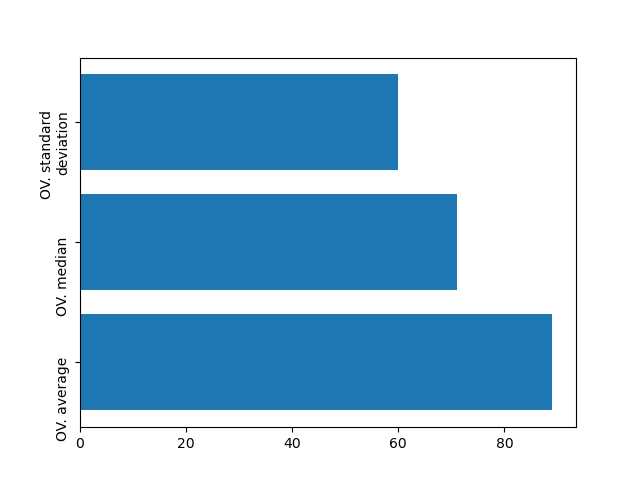 OV. standard
deviation
OV. median
OV. average
0
20
40
60
80